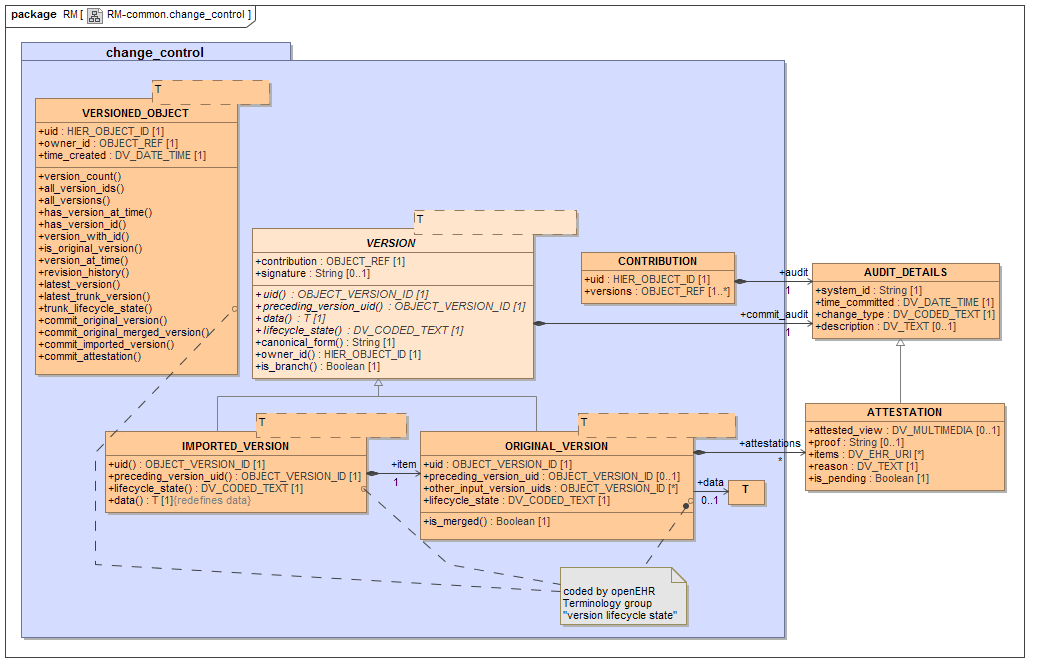 package RM [ RM-common.change_control ]
change_control
T
VERSIONED_OBJECT
+uid : HIER_OBJECT_ID [1]
+owner_id : OBJECT_REF [1]
+time_created : DV_DATE_TIME [1]
+version_count()
+all_version_ids()
+all_versions()
+has_version_at_time()
+has_version_id()
+version_with_id()
+is_original_version()
+version_at_time()
+revision_history()
+latest_version()
+latest_trunk_version()
+trunk_lifecycle_state()
+commit_original_version()
+commit_original_merged_version()
+commit_imported_version()
+commit_attestation()
T
VERSION
+contribution : OBJECT_REF [1]
+signature : String [0..1]
+uid() : OBJECT_VERSION_ID [1]
+preceding_version_uid() : OBJECT_VERSION_ID [1]
+data() : T [1]
+lifecycle_state() : DV_CODED_TEXT [1]
+canonical_form() : String [1]
+owner_id() : HIER_OBJECT_ID [1]
+is_branch() : Boolean [1]
CONTRIBUTION
+uid : HIER_OBJECT_ID [1]
+versions : OBJECT_REF [1..*]
+audit
1
+commit_audit
1
AUDIT_DETAILS
+system_id : String [1]
+time_committed : DV_DATE_TIME [1]
+change_type : DV_CODED_TEXT [1]
+description : DV_TEXT [0..1]
T
IMPORTED_VERSION
+uid() : OBJECT_VERSION_ID [1]
+preceding_version_uid() : OBJECT_VERSION_ID [1]
+lifecycle_state() : DV_CODED_TEXT [1]
+data() : T [1]{redefines data}
+item
1
T
ORIGINAL_VERSION
+uid : OBJECT_VERSION_ID [1]
+preceding_version_uid : OBJECT_VERSION_ID [0..1]
+other_input_version_uids : OBJECT_VERSION_ID [*]
+lifecycle_state : DV_CODED_TEXT [1]
+is_merged() : Boolean [1]
+attestations
*
+data
0..1
T
ATTESTATION
+attested_view : DV_MULTIMEDIA [0..1]
+proof : String [0..1]
+items : DV_EHR_URI [*]
+reason : DV_TEXT [1]
+is_pending : Boolean [1]
coded by openEHR
Terminology group
"version lifecycle state"